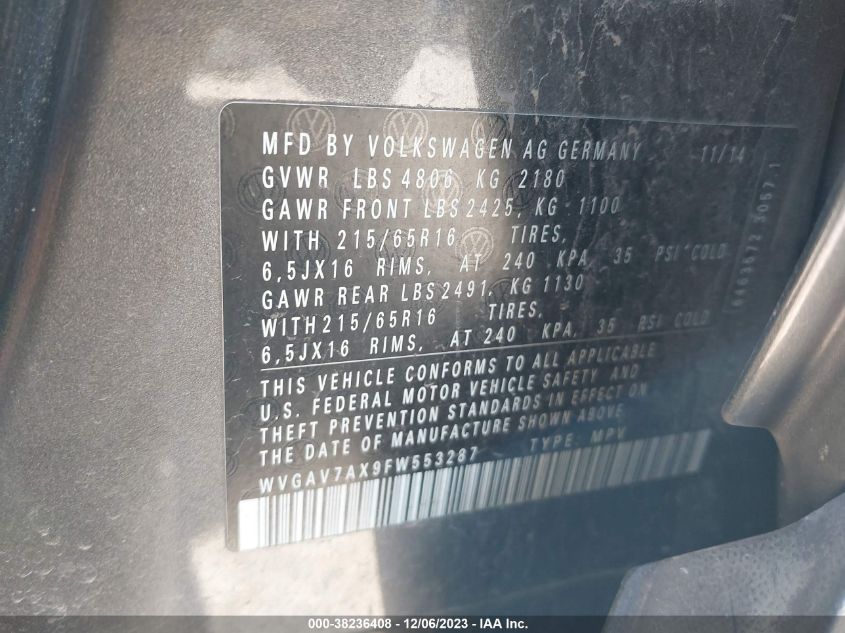 MFD BY VOLKSWAGEN AG GERMANY 11/14
GVWR LBS 4806 KG 2180
GAWR FRONT LBS 2425, KG 1100
WITH 215/65R16 TIRES,
6,5JX16 RIMS, AT 240 KPA, 35 PSI COLD
GAWR REAR LBS 2491, KG 1130
WITH 215/65R16 TIRES,
6,5JX16 RIMS, AT 240 KPA, 35 PSI COLD
THIS VEHICLE CONFORMS TO ALL APPLICABLE
U.S. FEDERAL MOTOR VEHICLE SAFETY AND
THEFT PREVENTION STANDARDS IN EFFECT ON
THE DATE OF MANUFACTURE SHOWN ABOVE
WVGAV7AX9FW553287 TYPE: MPV
000-38236408 - 12/06/2023 - IAA Inc.